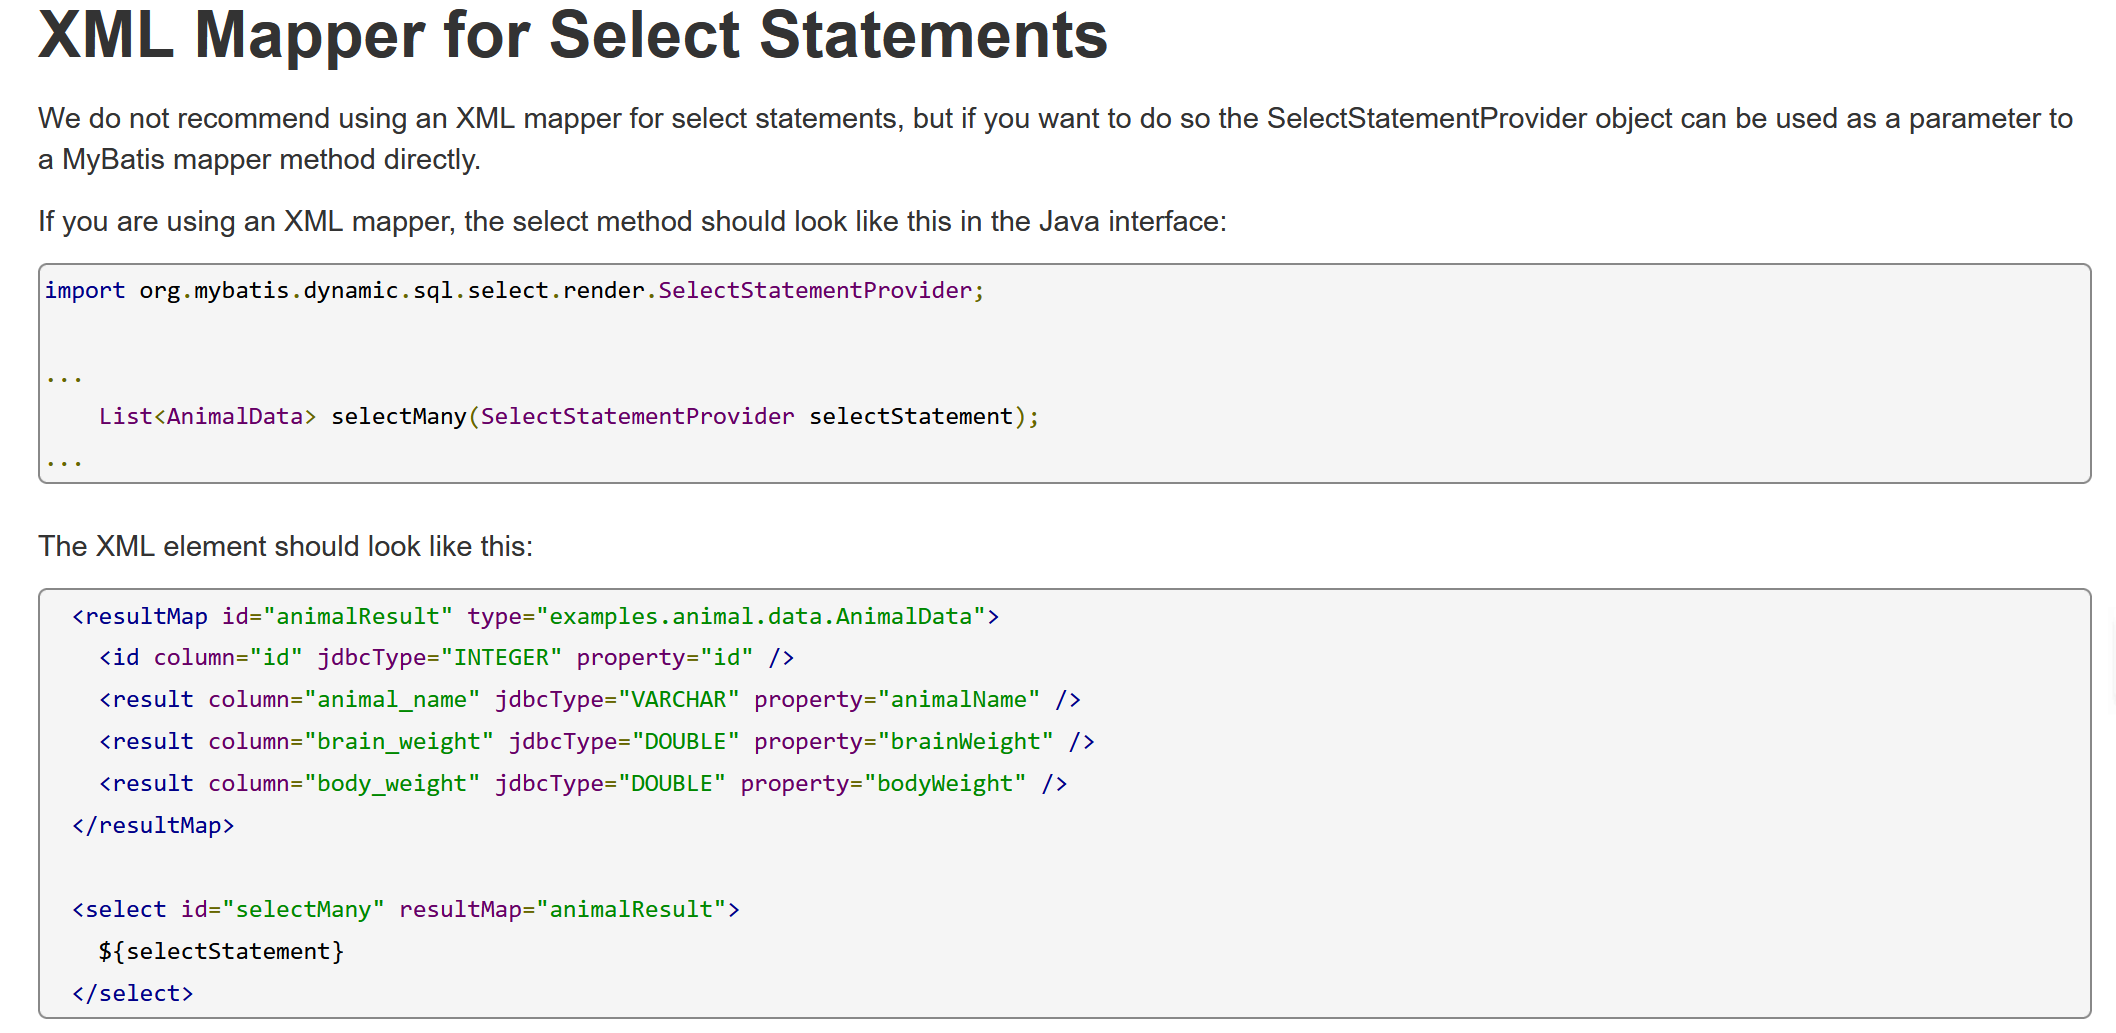 XML Mapper for Select Statements
We do not recommend using an XML mapper for select statements, but if you want to do so the SelectStatementProvider object can be used as a parameter to
a MyBatis mapper method directly.
If you are using an XML mapper, the select method should look like this in the Java interface:
import org.mybatis.dynamic.sql.select.render.SelectStatementProvider;
...
    List<AnimalData> selectMany(SelectStatementProvider selectStatement);
...
The XML element should look like this:
  <resultMap id="animalResult" type="examples.animal.data.AnimalData">
    <id column="id" jdbcType="INTEGER" property="id" />
    <result column="animal_name" jdbcType="VARCHAR" property="animalName" />
    <result column="brain_weight" jdbcType="DOUBLE" property="brainWeight" />
    <result column="body_weight" jdbcType="DOUBLE" property="bodyWeight" />
  </resultMap>
  <select id="selectMany" resultMap="animalResult">
    ${selectStatement}
  </select>